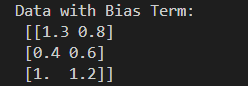 Data with Bias Term:
[[1.3 0.8]
[0.4 0.6]
[1.  1.2]]